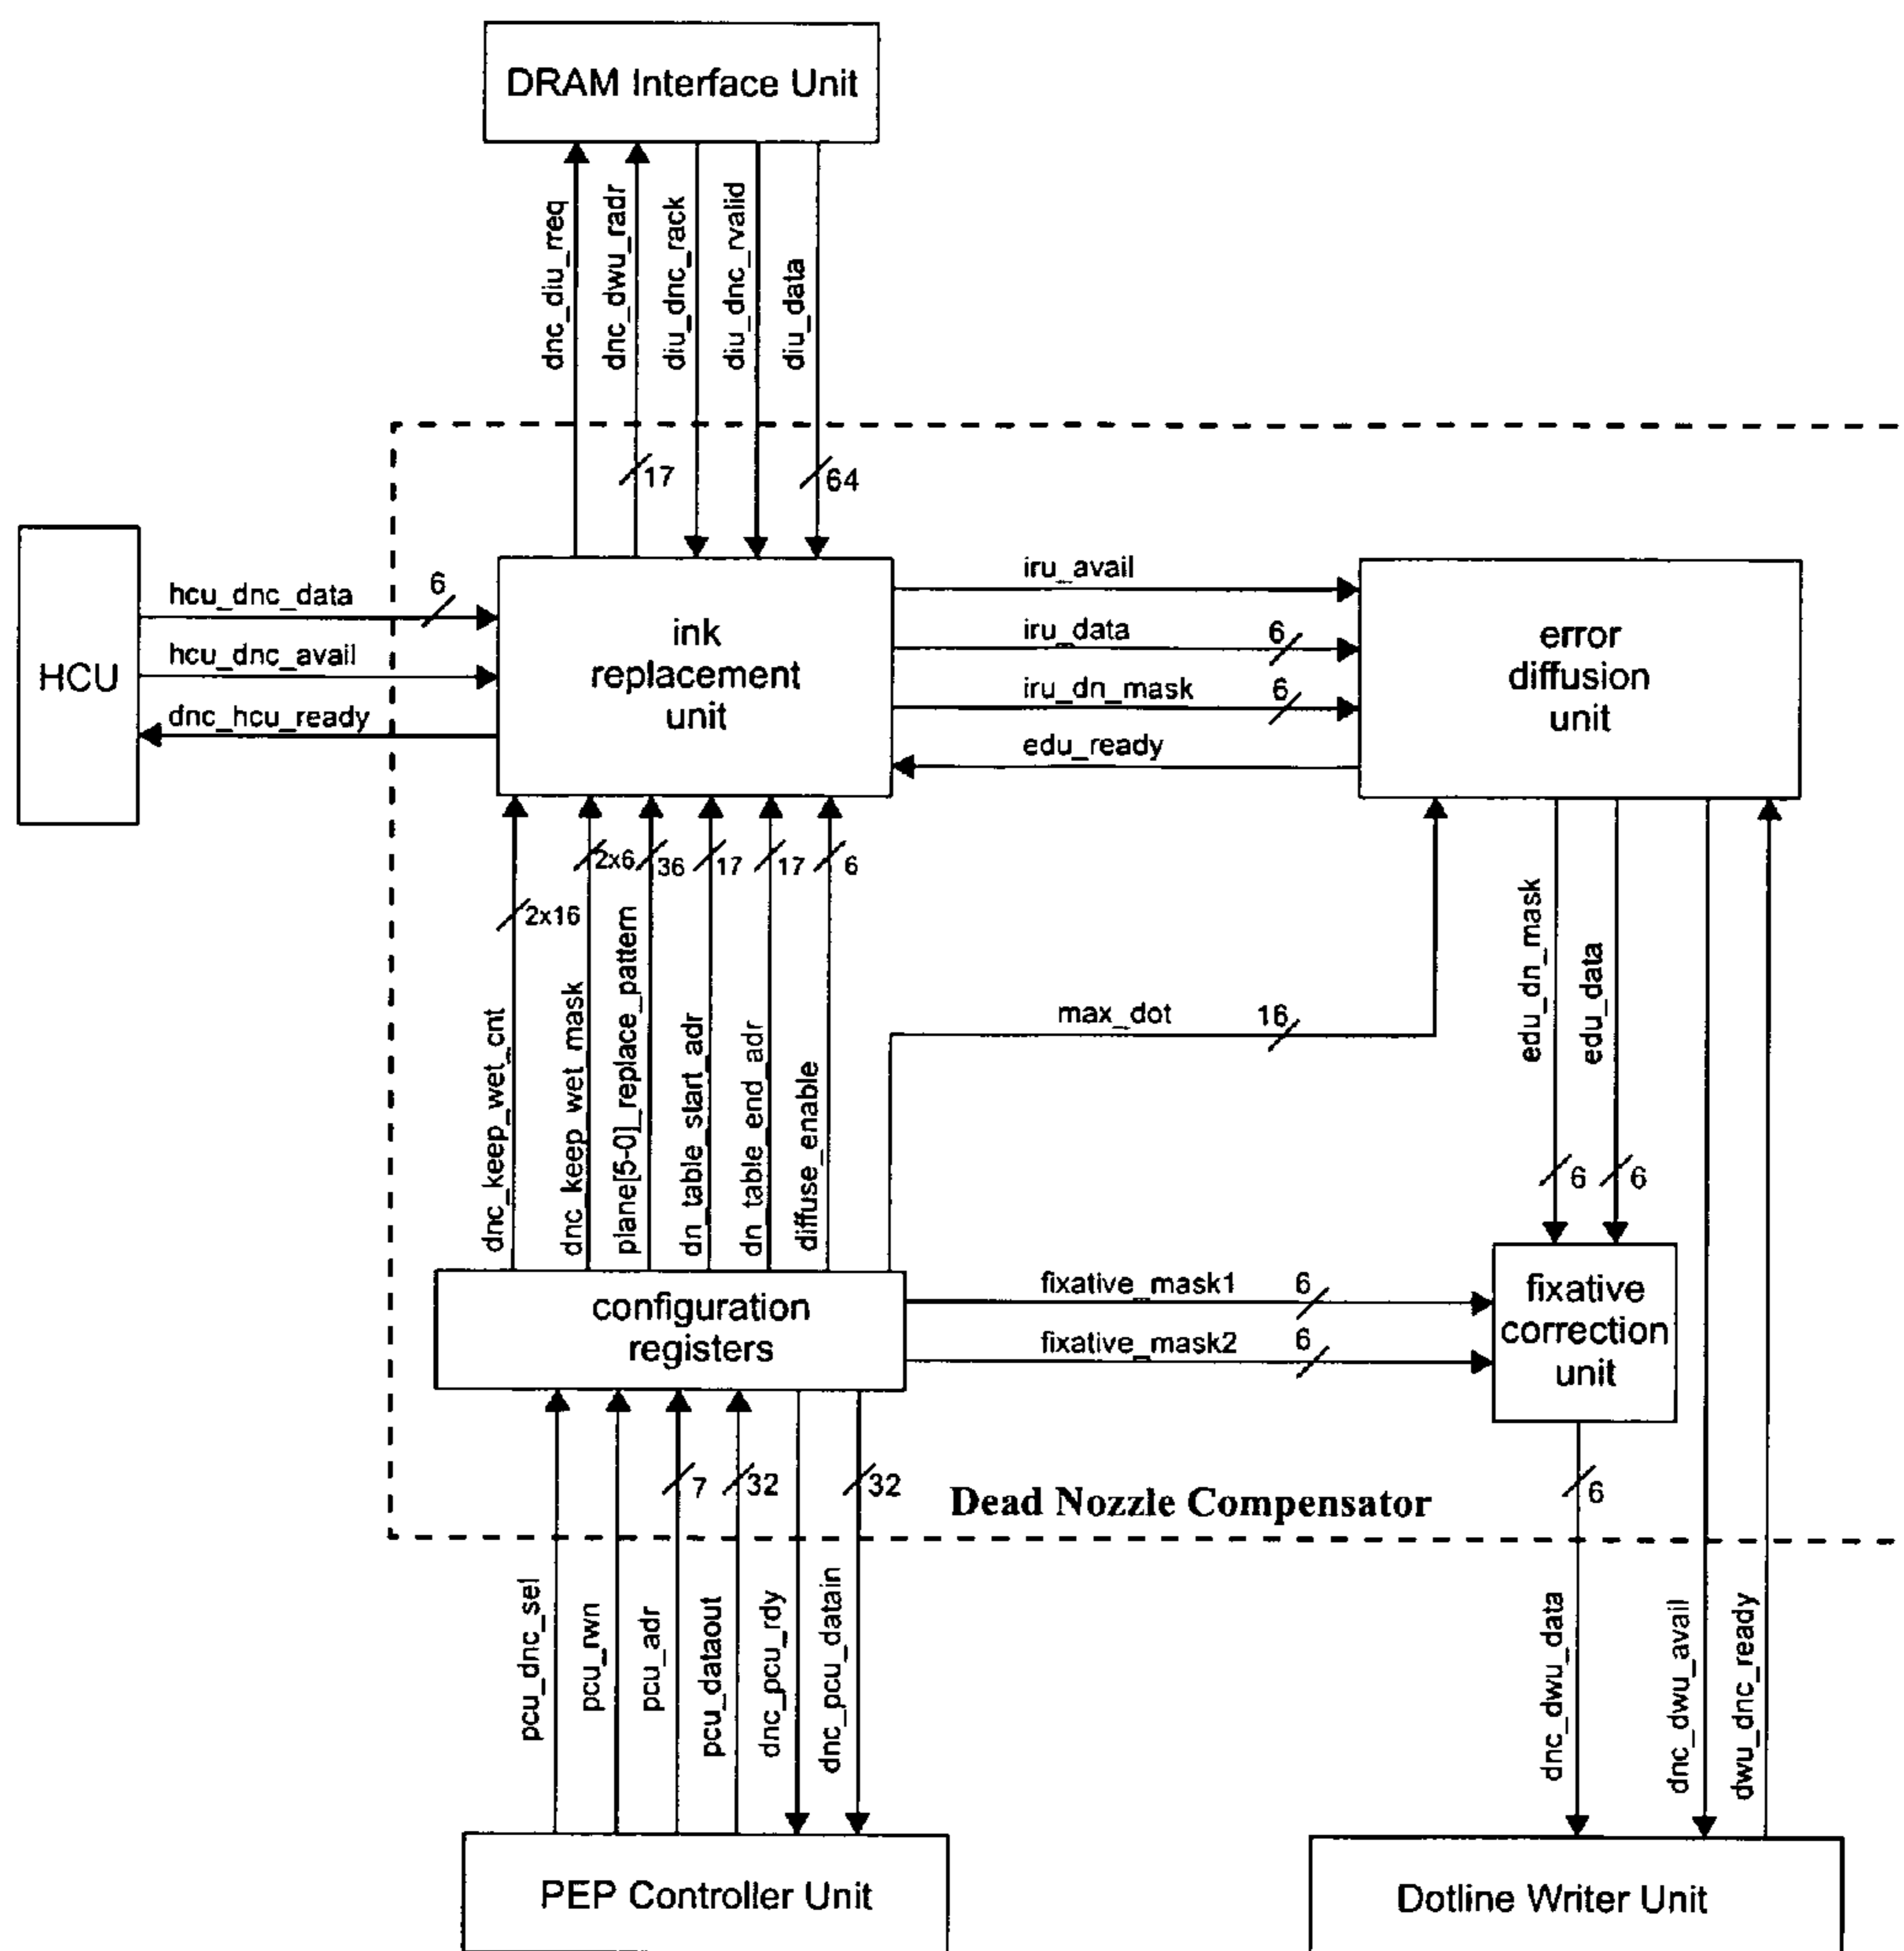 DRAM Interface Unit
dnc_diu_rreq
dnc_dwu_radr
diu_dnc_rack
diu_dnc_rvalid
diu_data
17
64
HCU
hcu_dnc_data
6
hcu_dnc_avail
dnc_hcu_ready
ink
replacement
unit
iru_avail
iru_data
6
iru_dn_mask
6
edu_ready
error
diffusion
unit
2x16
2x6
36
17
17
6
dnc_keep_wet_cnt
dnc_keep_wet_mask
plane[5-0]_replace_pattern
dn_table_start_adr
dn_table_end_adr
diffuse_enable
max_dot
16
edu_dn_mask
edu_data
6
6
configuration
registers
fixative_mask1
6
fixative_mask2
6
fixative
correction
unit
7
32
32
Dead Nozzle Compensator
6
pcu_dnc_sel
pcu_rwn
pcu_adr
pcu_dataout
dnc_pcu_rdy
dnc_pcu_datain
dnc_dwu_data
dnc_dwu_avail
dwu_dnc_ready
PEP Controller Unit
Dotline Writer Unit